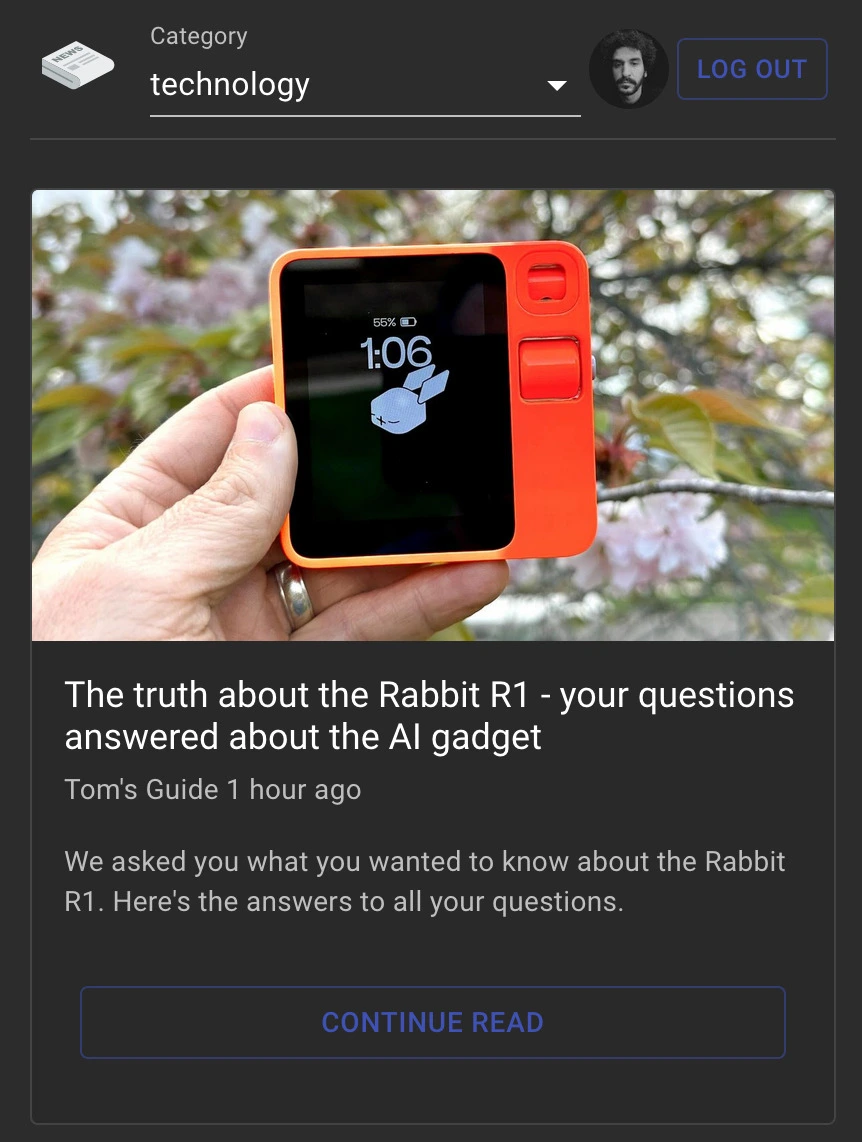 NEWS
Category
technology
LOG OUT
55%
1:06
The truth about the Rabbit R1 - your questions
answered about the AI gadget
Tom's Guide 1 hour ago
We asked you what you wanted to know about the Rabbit
R1. Here's the answers to all your questions.
CONTINUE READ